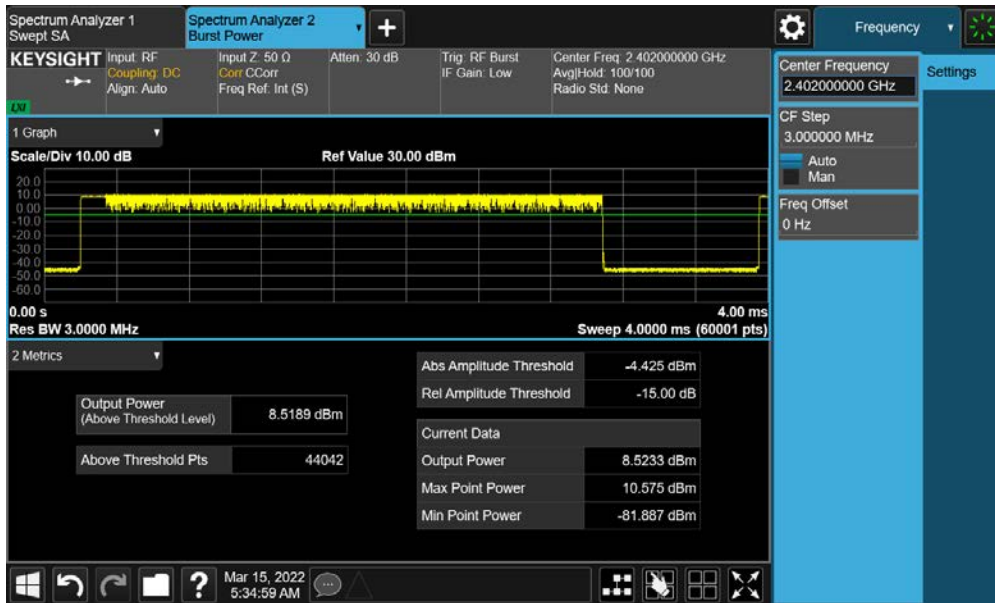 Spectrum Analyzer 1
Swept SA
Spectrum Analyzer 2
Burst Power
Frequency
KEYSIGHT
Input: RF
Coupling: DC
Align: Auto
Input Z: 50 Ω
Corr CCorr
Freq Ref: Int (S)
Atten: 30 dB
Trig: RF Burst
IF Gain: Low
Center Freq: 2.402000000 GHz
Avg|Hold: 100/100
Radio Std: None
LXI
Center Frequency
2.402000000 GHz
Settings
CF Step
3.000000 MHz
Auto
Man
Freq Offset
0 Hz
1 Graph
Scale/Div 10.00 dB
Ref Value 30.00 dBm
20.0
10.0
0.00
-10.0
-20.0
-30.0
-40.0
-50.0
-60.0
0.00 s
4.00 ms
Res BW 3.0000 MHz
Sweep 4.0000 ms (60001 pts)
2 Metrics
Output Power
(Above Threshold Level)
8.5189 dBm
Above Threshold Pts
44042
Abs Amplitude Threshold
-4.425 dBm
Rel Amplitude Threshold
-15.00 dB
Current Data
Output Power
8.5233 dBm
Max Point Power
10.575 dBm
Min Point Power
-81.887 dBm
?
Mar 15, 2022
5:34:59 AM